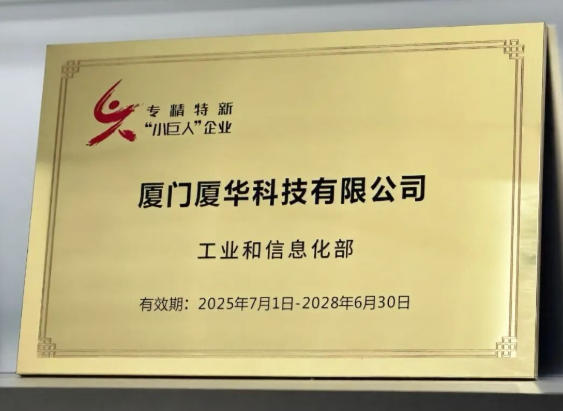 专精特新
“小巨人”企业
厦门厦华科技有限公司
工业和信息化部
有效期：2025年7月1日-2028年6月30日